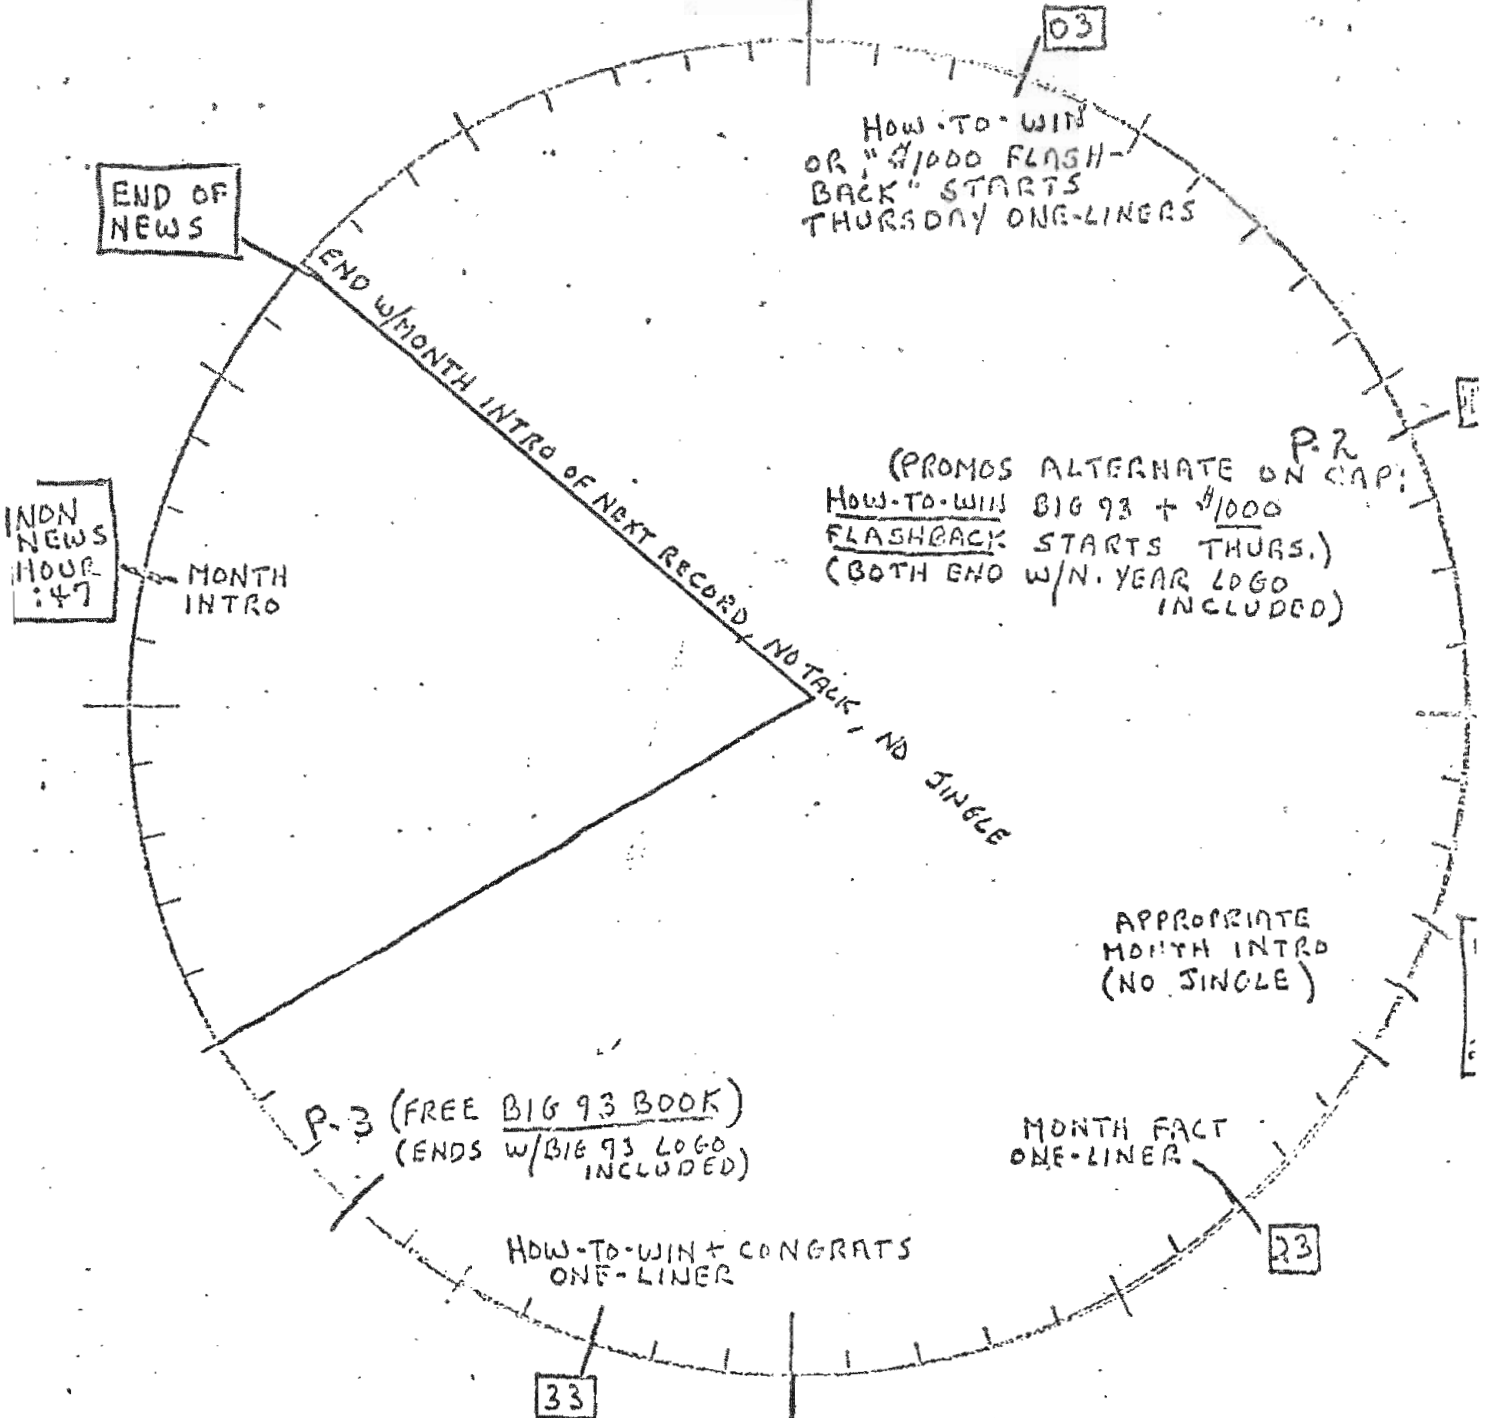 03
HOW-TO-WIN
OR "$1000 FLASH-
BACK" STARTS
THURSDAY ONE-LINERS
END OF
NEWS
END W/MONTH INTRO OF NEXT RECORD, NO TALK, NO JINGLE
P-2
(PROMOS ALTERNATE ON CAP:
HOW-TO-WIN BIG 93 + $1000
FLASHBACK STARTS THURS.)
(BOTH END W/N. YEAR LOGO
INCLUDED)
NON
NEWS
HOUR
:47
MONTH
INTRO
APPROPRIATE
MONTH INTRO
(NO JINGLE)
MONTH FACT
ONE-LINER
23
P-3 (FREE BIG 93 BOOK)
(ENDS W/BIG 93 LOGO
INCLUDED)
HOW-TO-WIN + CONGRATS
ONE-LINER
33